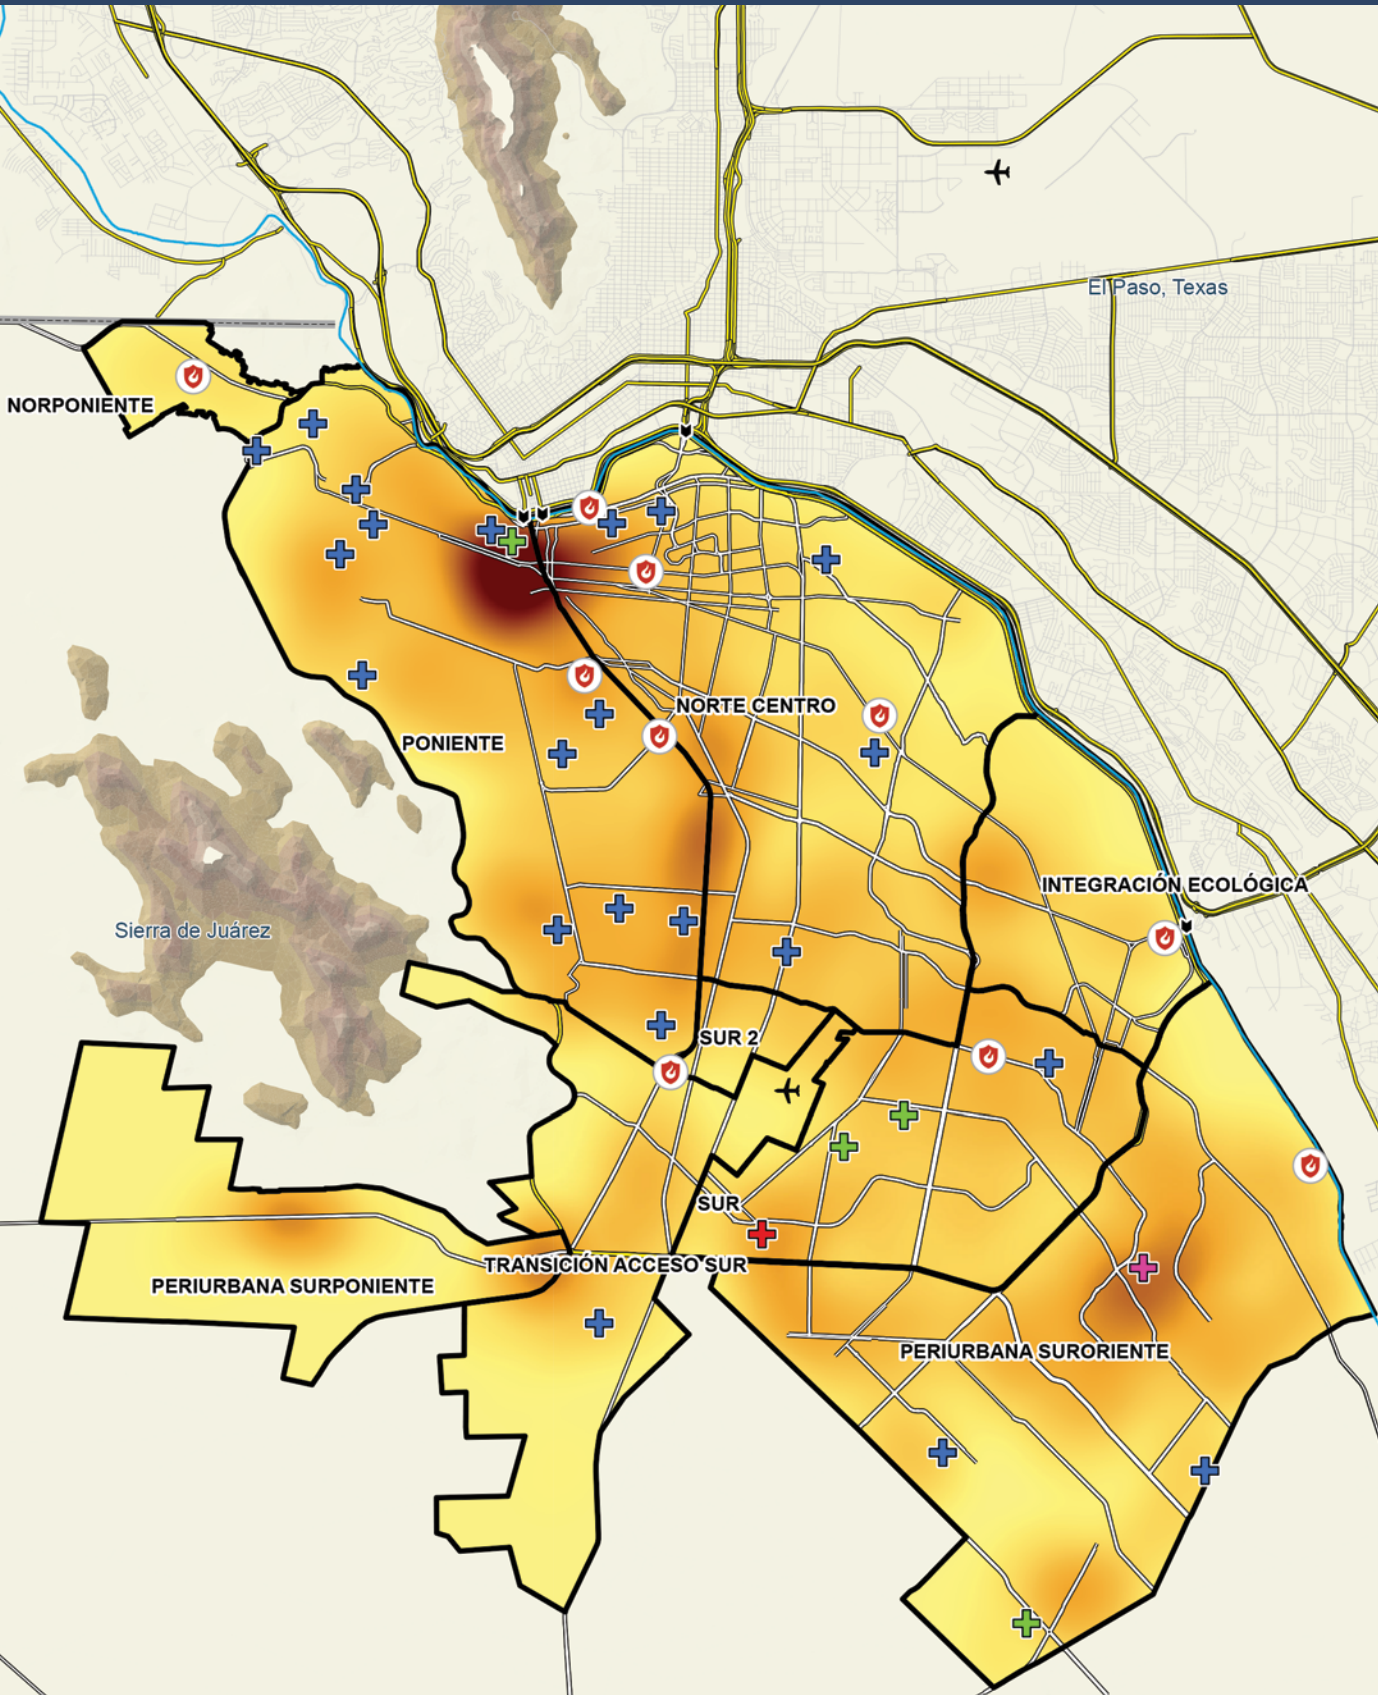 El Paso, Texas
NORPONIENTE
NORTE CENTRO
PONIENTE
INTEGRACIÓN ECOLÓGICA
Sierra de Juárez
SUR 2
SUR
TRANSICIÓN ACCESO SUR
PERIURBANA SURPONIENTE
PERIURBANA SURORIENTE